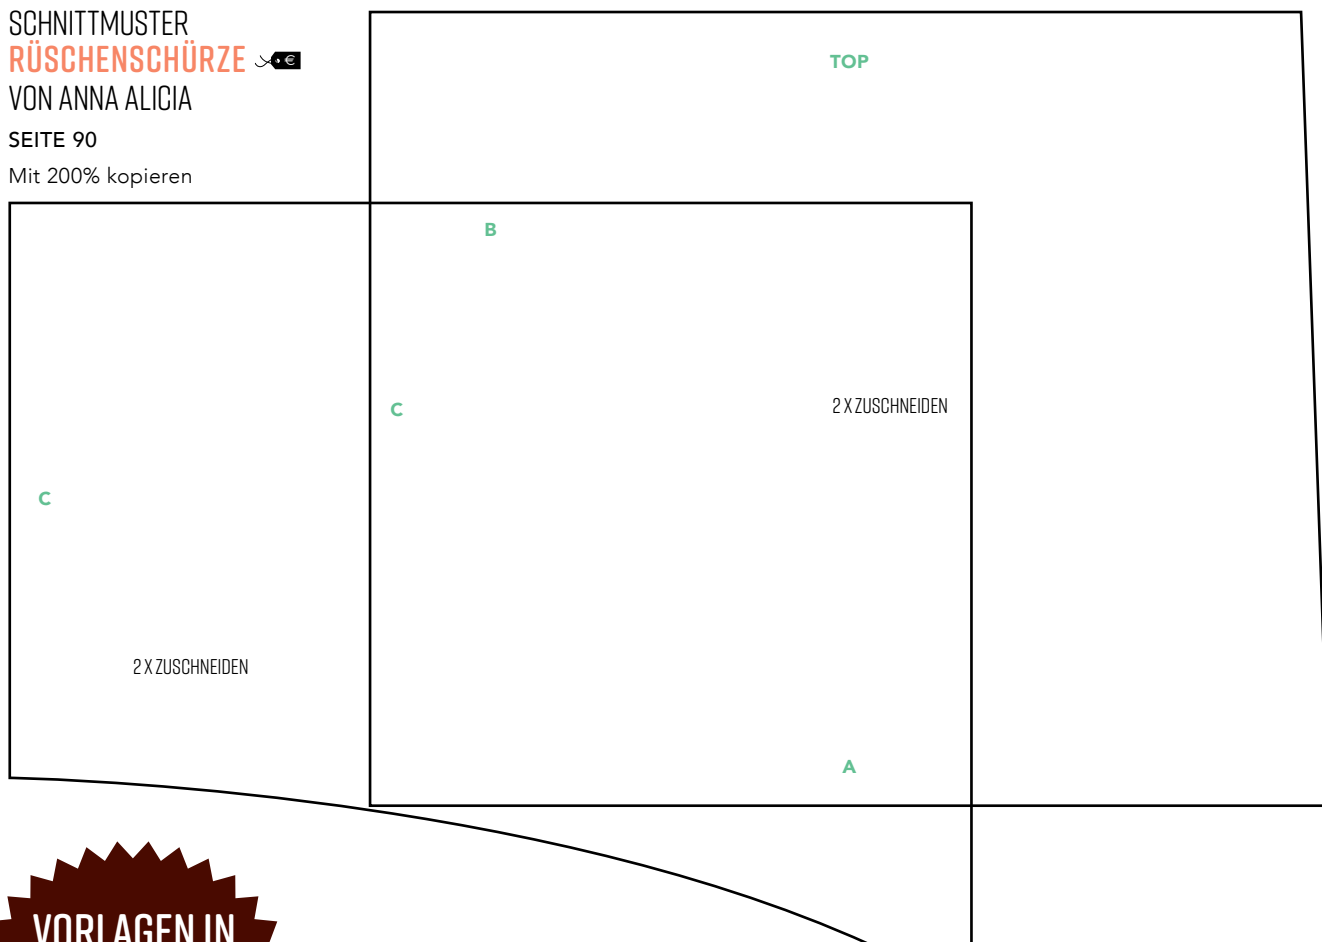 SCHNITTMUSTER
RÜSCHENSCHÜRZE €
VON ANNA ALICIA
SEITE 90
Mit 200% kopieren
TOP
B
C
2 X ZUSCHNEIDEN
C
2 X ZUSCHNEIDEN
A
VORLAGEN IN